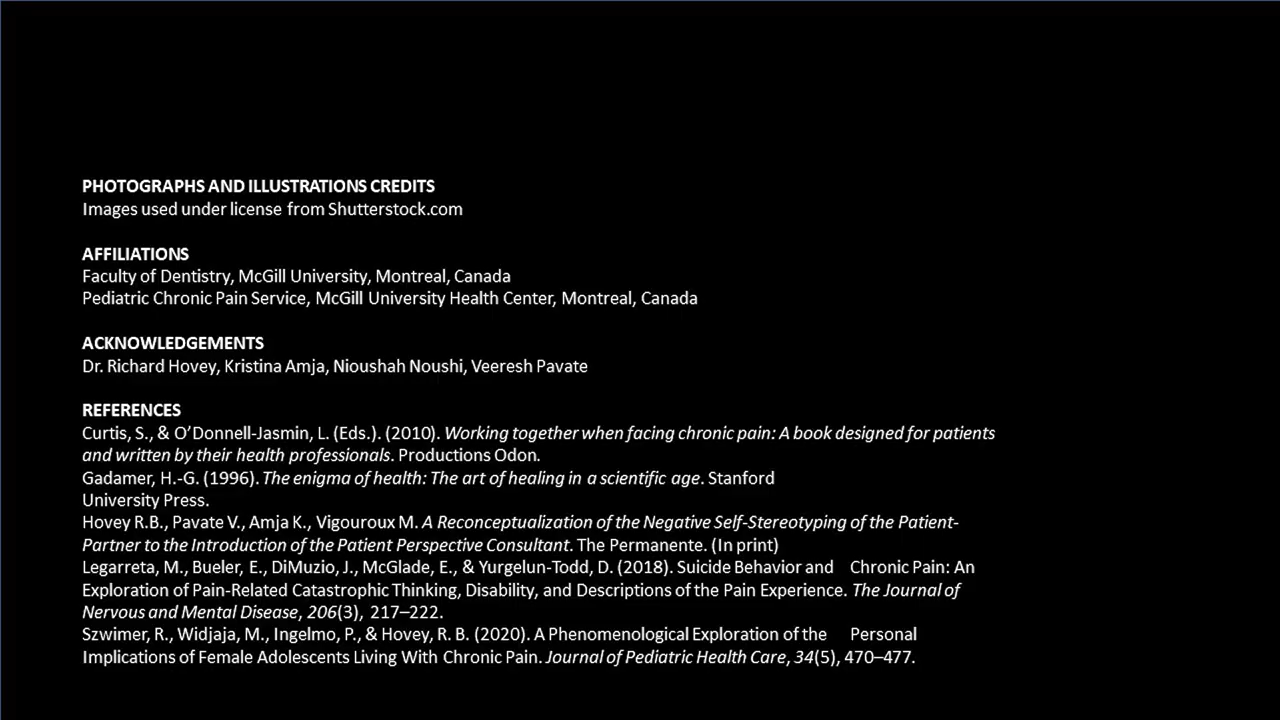 PHOTOGRAPHS AND ILLUSTRATIONS CREDITS
Images used under license from Shutterstock.com
AFFILIATIONS
Faculty of Dentistry, McGill University, Montreal, Canada
Pediatric Chronic Pain Service, McGill University Health Center, Montreal, Canada
ACKNOWLEDGEMENTS
Dr. Richard Hovey, Kristina Amja, Nioushah Noushi, Veeresh Pavate
REFERENCES
Curtis, S., & O’Donnell-Jasmin, L. (Eds.). (2010). Working together when facing chronic pain: A book designed for patients
and written by their health professionals. Productions Odon.
Gadamer, H.-G. (1996). The enigma of health: The art of healing in a scientific age. Stanford
University Press.
Hovey R.B., Pavate V., Amja K., Vigouroux M. A Reconceptualization of the Negative Self-Stereotyping of the Patient-
Partner to the Introduction of the Patient Perspective Consultant. The Permanente. (In print)
Legarreta, M., Bueler, E., DiMuzio, J., McGlade, E., & Yurgelun-Todd, D. (2018). Suicide Behavior and Chronic Pain: An
Exploration of Pain-Related Catastrophic Thinking, Disability, and Descriptions of the Pain Experience. The Journal of
Nervous and Mental Disease, 206(3), 217–222.
Szwimer, R., Widjaja, M., Ingelmo, P., & Hovey, R. B. (2020). A Phenomenological Exploration of the Personal
Implications of Female Adolescents Living With Chronic Pain. Journal of Pediatric Health Care, 34(5), 470–477.